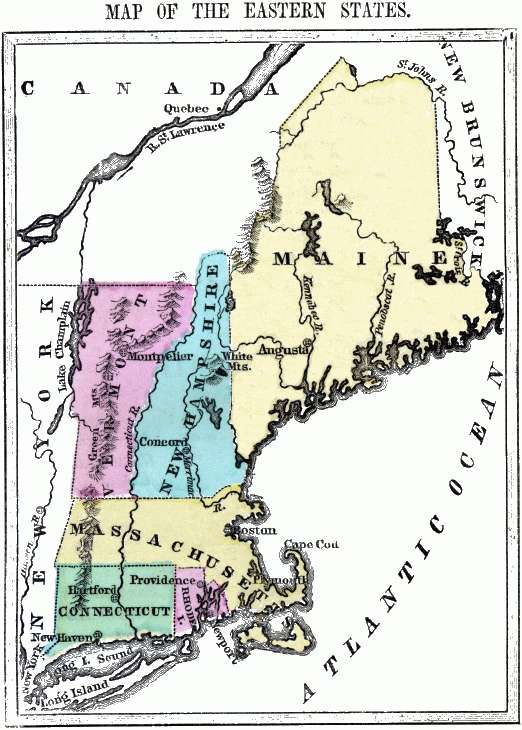 MAP OF THE EASTERN STATES.
CANADA
Quebec
R. St. Lawrence
St. Johns R.
NEW BRUNSWICK
MAINE
Kennebec R.
Penobscot R.
Augusta
NEW YORK
Lake Champlain
VERMONT
Montpelier
Green Mts.
Connecticut R.
NEW HAMPSHIRE
White
Mts.
Concord
Merrimac
R.
MASSACHUSETTS
Boston
Cape Cod
Plymouth
Providence
RHODE
I.
Newport
Hartford
CONNECTICUT
New Haven
Hudson R.
New York
Long I. Sound
Long Island
ATLANTIC OCEAN